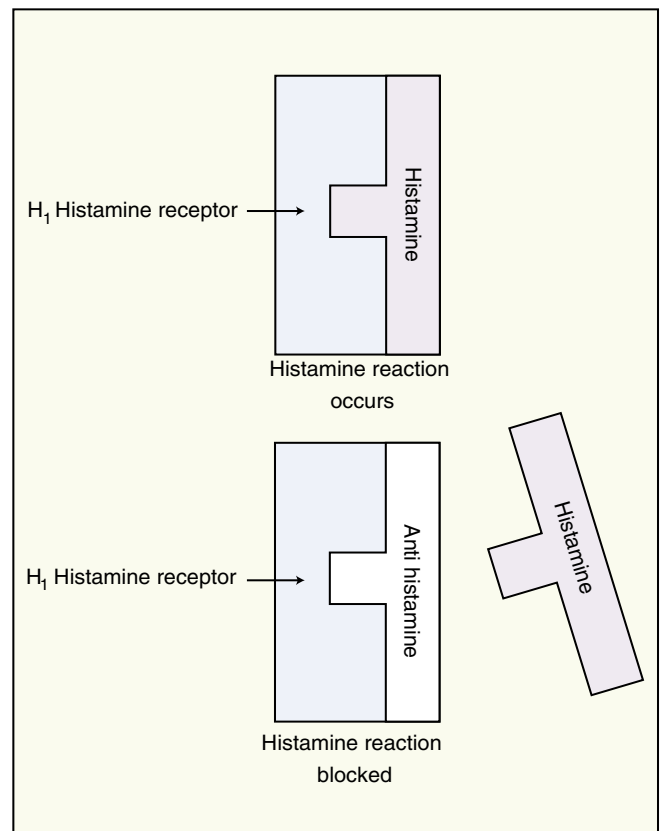 Histamine
H₁ Histamine receptor
Histamine reaction
occurs
Histamine
Anti histamine
H₁ Histamine receptor
Histamine reaction
blocked